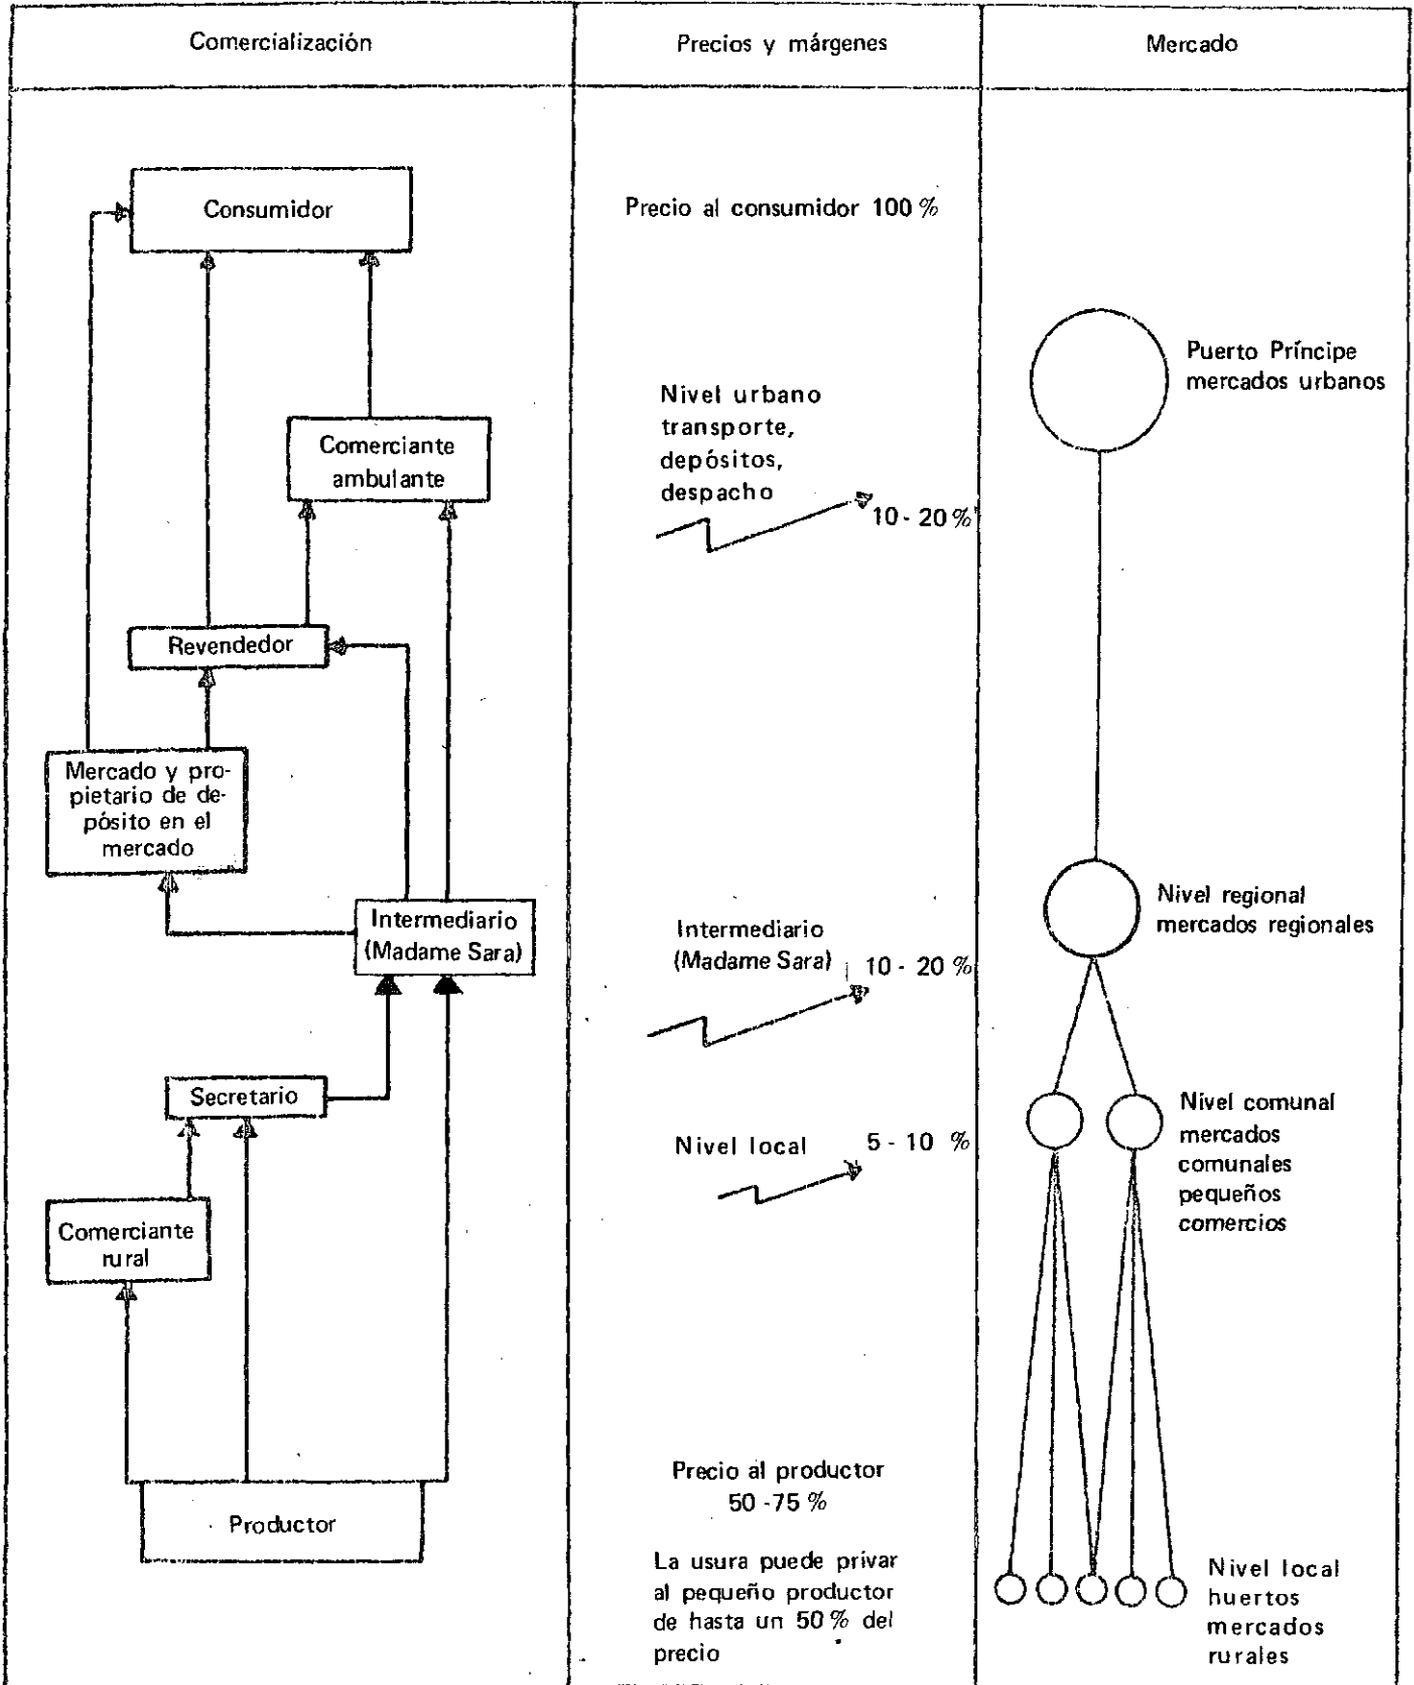 Comercialización
Precios y márgenes
Mercado
Consumidor
Comerciante
ambulante
Revendedor
Mercado y pro-
pietario de de-
pósito en el
mercado
Intermediario
(Madame Sara)
Secretario
Comerciante
rural
Productor
Precio al consumidor 100 %
Nivel urbano
transporte,
depósitos,
despacho
10 - 20 %
Intermediario
(Madame Sara)
10 - 20 %
Nivel local
5 - 10 %
Precio al productor
50 -75 %
La usura puede privar
al pequeño productor
de hasta un 50 % del
precio
Puerto Príncipe
mercados urbanos
Nivel regional
mercados regionales
Nivel comunal
mercados
comunales
pequeños
comercios
Nivel local
huertos
mercados
rurales